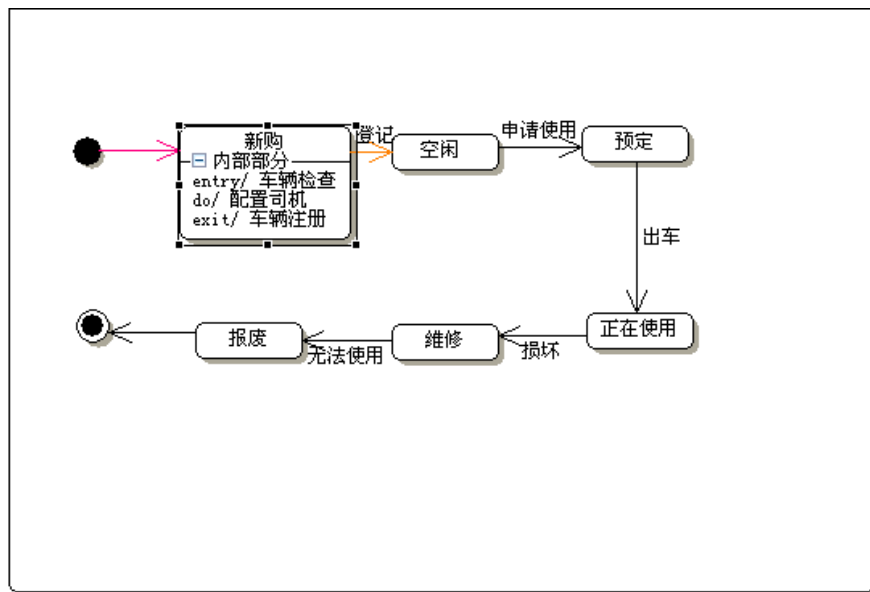 新购
内部部分
entry/ 车辆检查
do/ 配置司机
exit/ 车辆注册
登记
空闲
申请使用
预定
出车
正在使用
损坏
維修
无法使用
报废